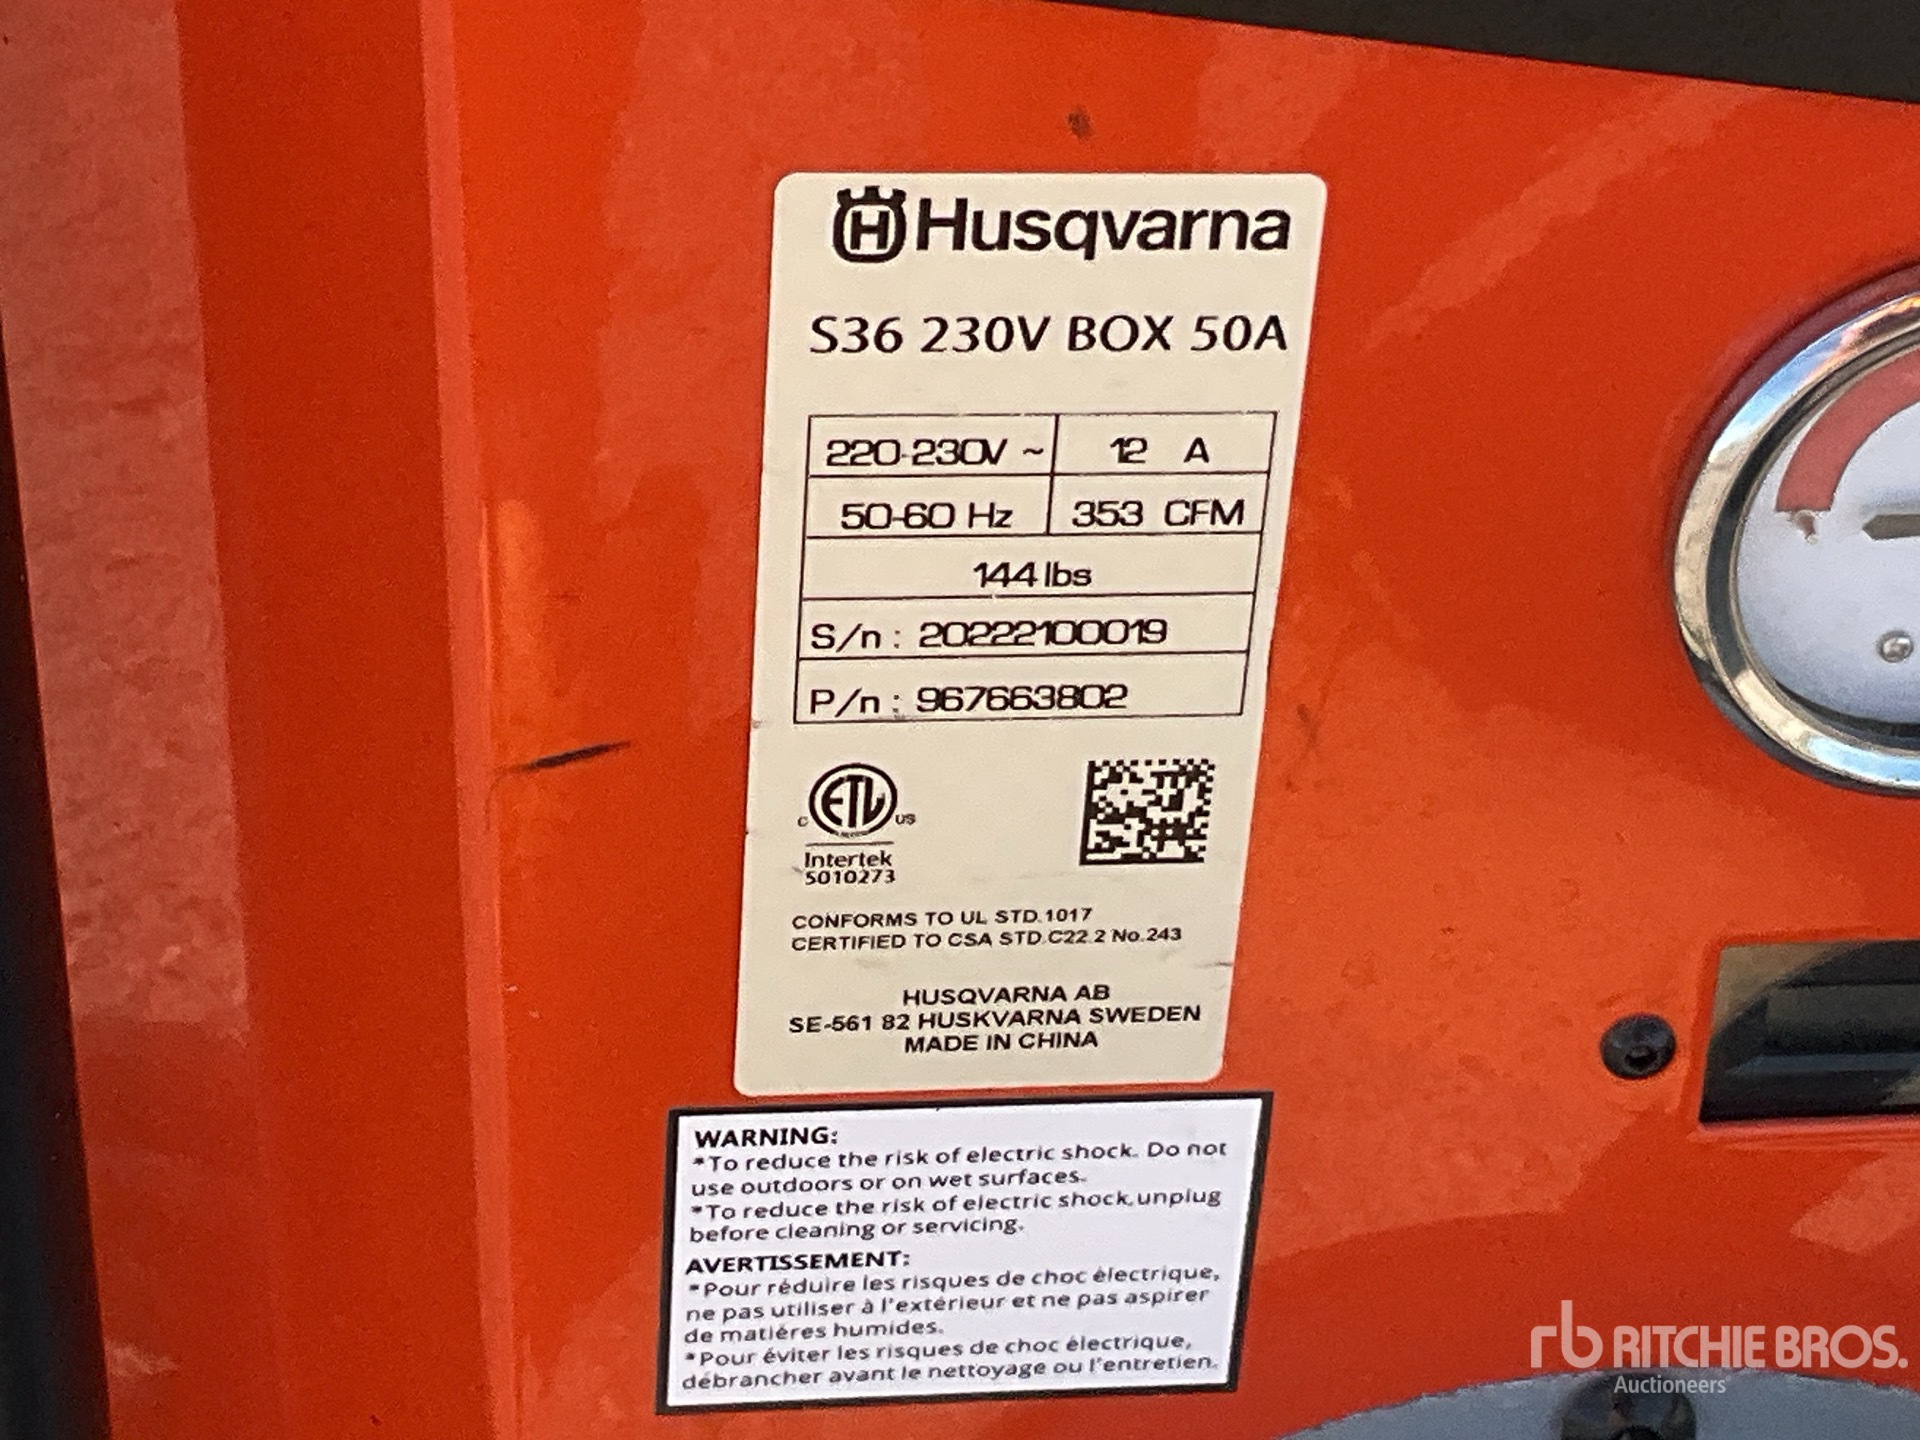 Husqvarna
S36 230V BOX 50A
220-230V ~ 12 A
50-60 Hz 353 CFM
144 lbs
S/n : 20222100019
P/n : 967663802
ETL
C US
Intertek
5010273
CONFORMS TO UL STD.1017
CERTIFIED TO CSA STD.C22.2 No.243
HUSQVARNA AB
SE-561 82 HUSKVARNA SWEDEN
MADE IN CHINA
WARNING:
*To reduce the risk of electric shock. Do not
use outdoors or on wet surfaces.
*To reduce the risk of electric shock,unplug
before cleaning or servicing.
AVERTISSEMENT:
*Pour réduire les risques de choc électrique,
ne pas utiliser à l'extérieur et ne pas aspirer
de matiéres humides.
*Pour éviter les risques de choc électrique,
débrancher avant le nettoyage ou l'entretien.
rb RITCHIE BROS.
Auctioneers